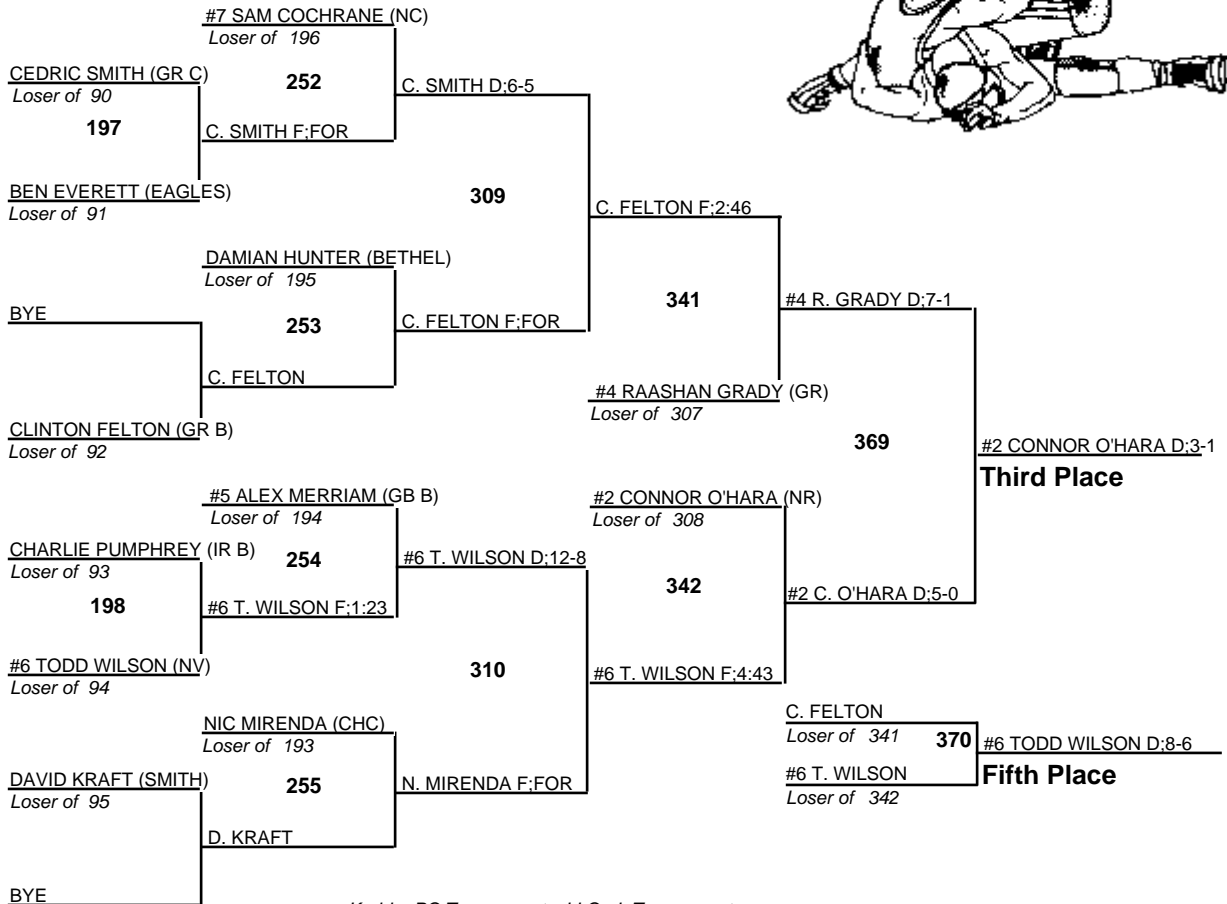 #7 SAM COCHRANE (NC)
Loser of 196
CEDRIC SMITH (GR C)
Loser of 90
252
C. SMITH D;6-5
197
C. SMITH F;FOR
BEN EVERETT (EAGLES)
Loser of 91
309
C. FELTON F;2:46
DAMIAN HUNTER (BETHEL)
Loser of 195
341
#4 R. GRADY D;7-1
BYE
253
C. FELTON F;FOR
C. FELTON
#4 RAASHAN GRADY (GR)
Loser of 307
CLINTON FELTON (GR B)
Loser of 92
369
#2 CONNOR O'HARA D;3-1
Third Place
#5 ALEX MERRIAM (GB B)
Loser of 194
#2 CONNOR O'HARA (NR)
Loser of 308
CHARLIE PUMPHREY (IR B)
Loser of 93
254
#6 T. WILSON D;12-8
342
198
#6 T. WILSON F;1:23
#2 C. O'HARA D;5-0
#6 TODD WILSON (NV)
Loser of 94
310
#6 T. WILSON F;4:43
NIC MIRENDA (CHC)
Loser of 193
C. FELTON
Loser of 341
370
#6 TODD WILSON D;8-6
Fifth Place
DAVID KRAFT (SMITH)
Loser of 95
255
N. MIRENDA F;FOR
#6 T. WILSON
Loser of 342
D. KRAFT
BYE